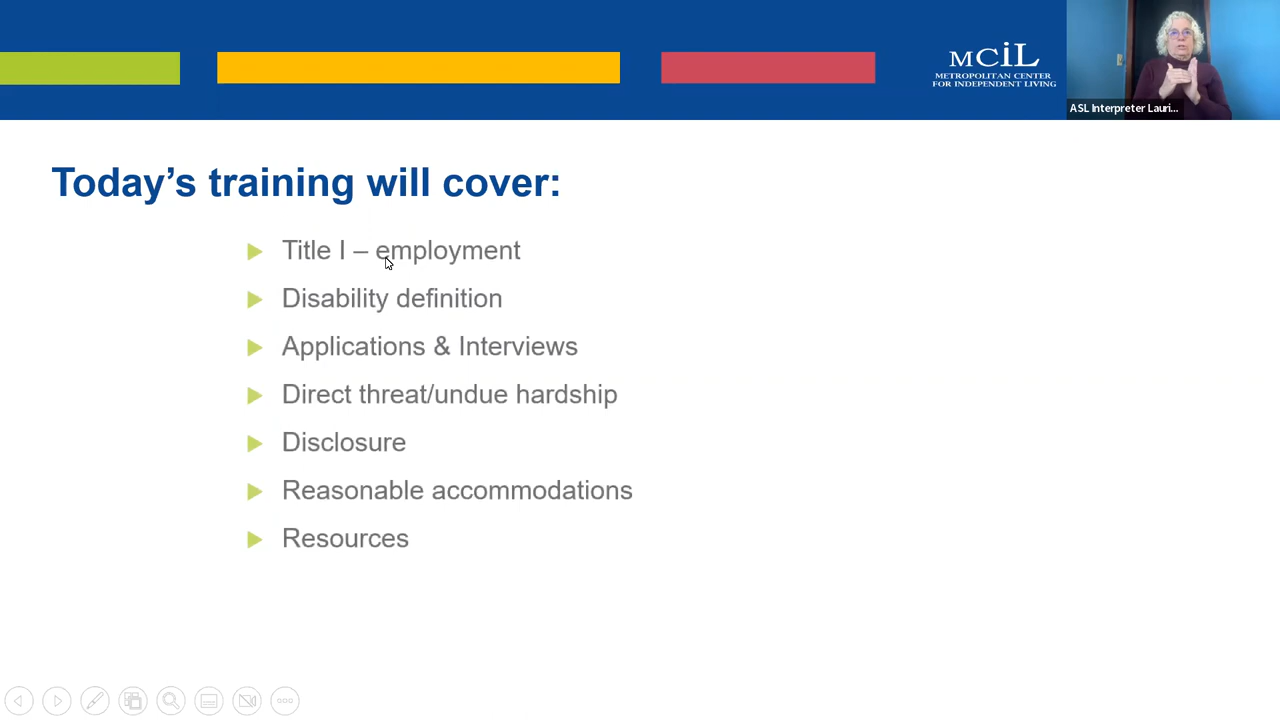 MCiL
METROPOLITAN CENTER
FOR INDEPENDENT LIVING
ASL Interpreter Lauri...
Today’s training will cover:
Title I – employment
Disability definition
Applications & Interviews
Direct threat/undue hardship
Disclosure
Reasonable accommodations
Resources